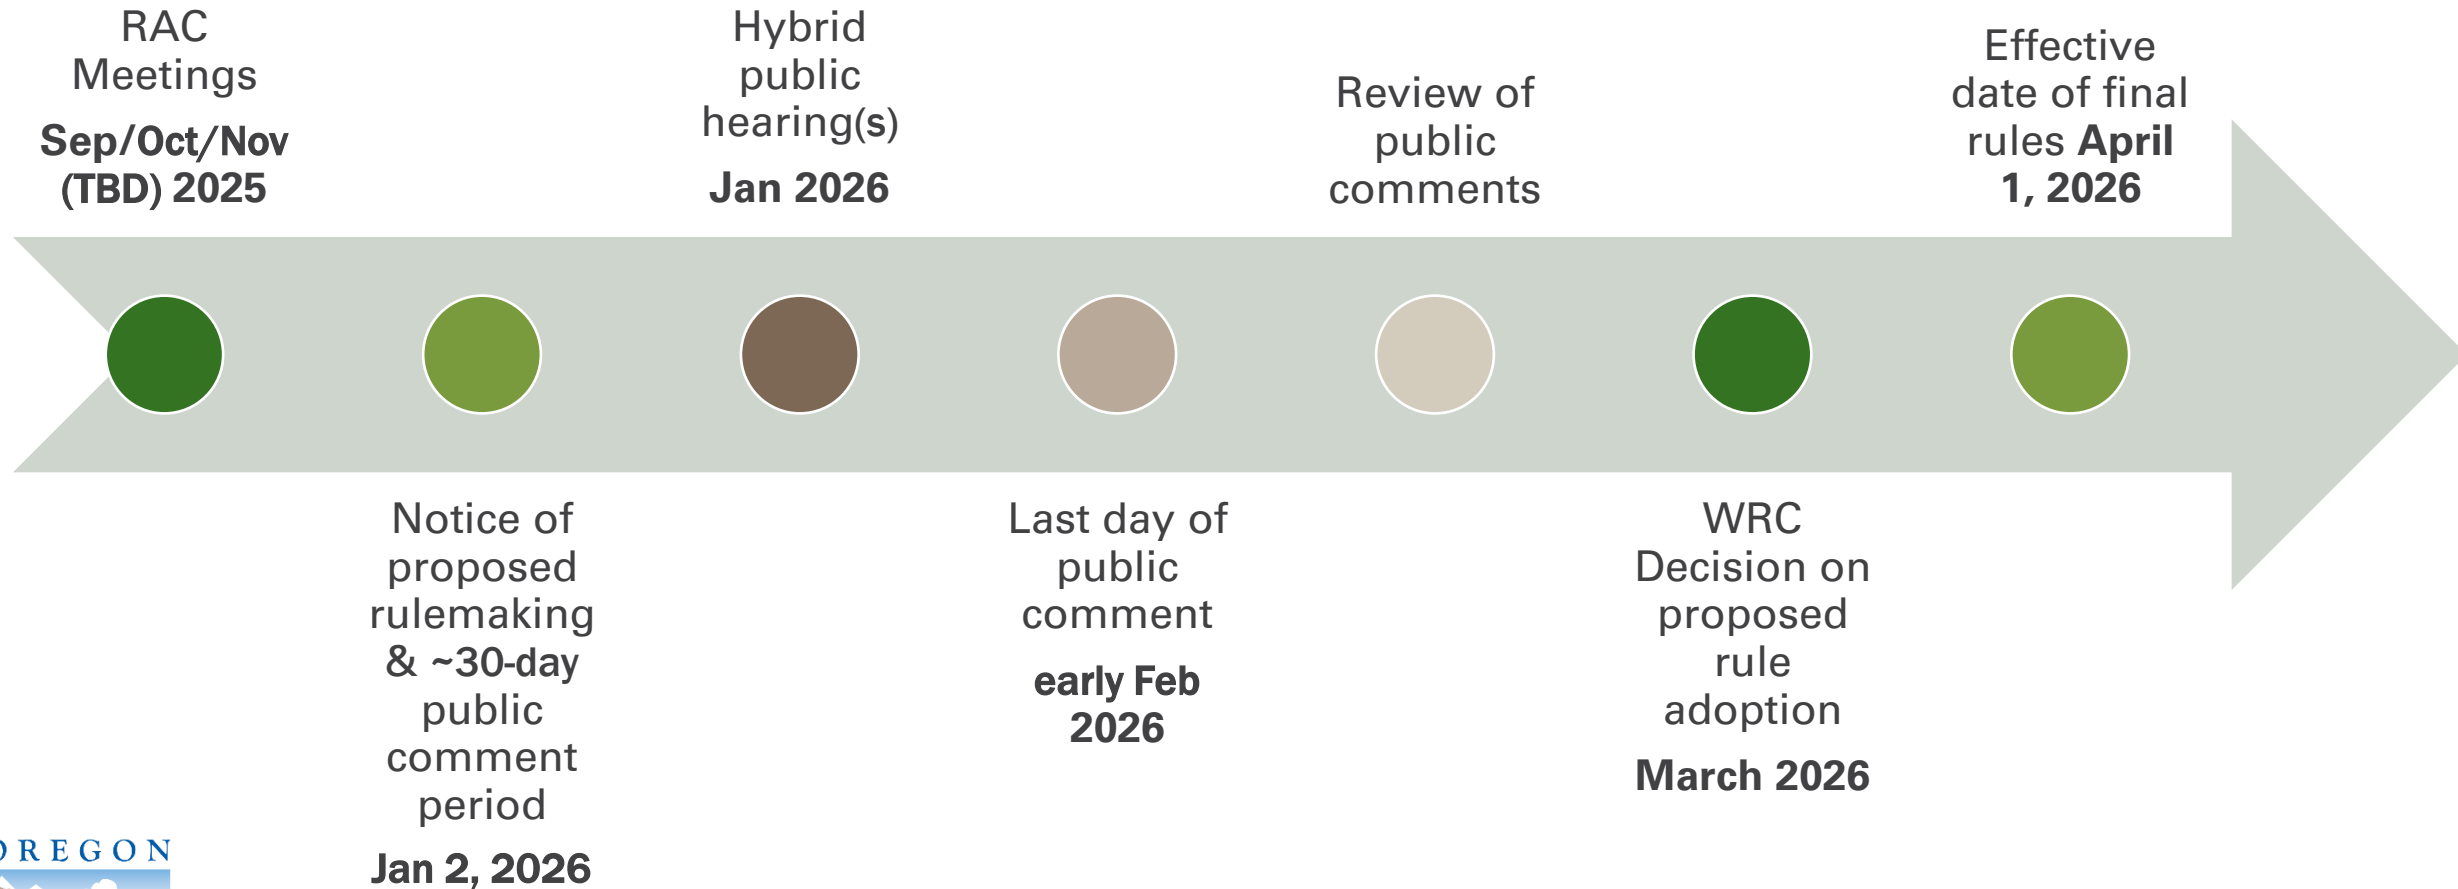 RAC
Meetings
Sep/Oct/Nov
(TBD) 2025
Notice of
proposed
rulemaking
& ~30-day
public
comment
period
Jan 2, 2026
Hybrid
public
hearing(s)
Jan 2026
Last day of
public
comment
early Feb
2026
Review of
public
comments
WRC
Decision on
proposed
rule
adoption
March 2026
Effective
date of final
rules April
1, 2026
OREGON